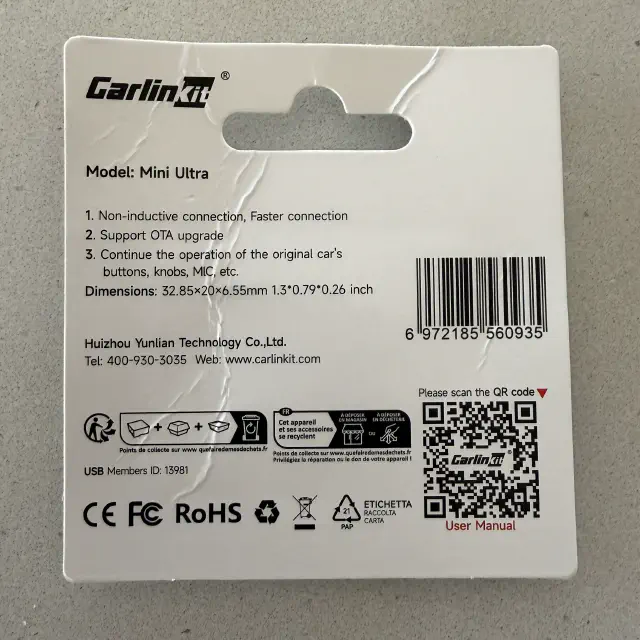 Carlinkit®
Model: Mini Ultra
1. Non-inductive connection, Faster connection
2. Support OTA upgrade
3. Continue the operation of the original car's
buttons, knobs, MIC, etc.
Dimensions: 32.85×20×6.55mm 1.3*0.79*0.26 inch
6 972185 560935
Huizhou Yunlian Technology Co.,Ltd.
Tel: 400-930-3035 Web: www.carlinkit.com
Please scan the QR code
Points de collecte sur www.quefairedemesdechets.fr
FR
Cet appareil
et ses accessoires
se recyclent
À DÉPOSER
EN MAGASIN
OU
À DÉPOSER
EN DÉCHÈTERIE
Points de collecte sur www.quefairedemesdechets.fr
Privilégiez la réparation ou le don de votre appareil !
Carlinkit®
User Manual
USB Members ID: 13981
CE FC RoHS
21
PAP
ETICHETTA
RACCOLTA
CARTA